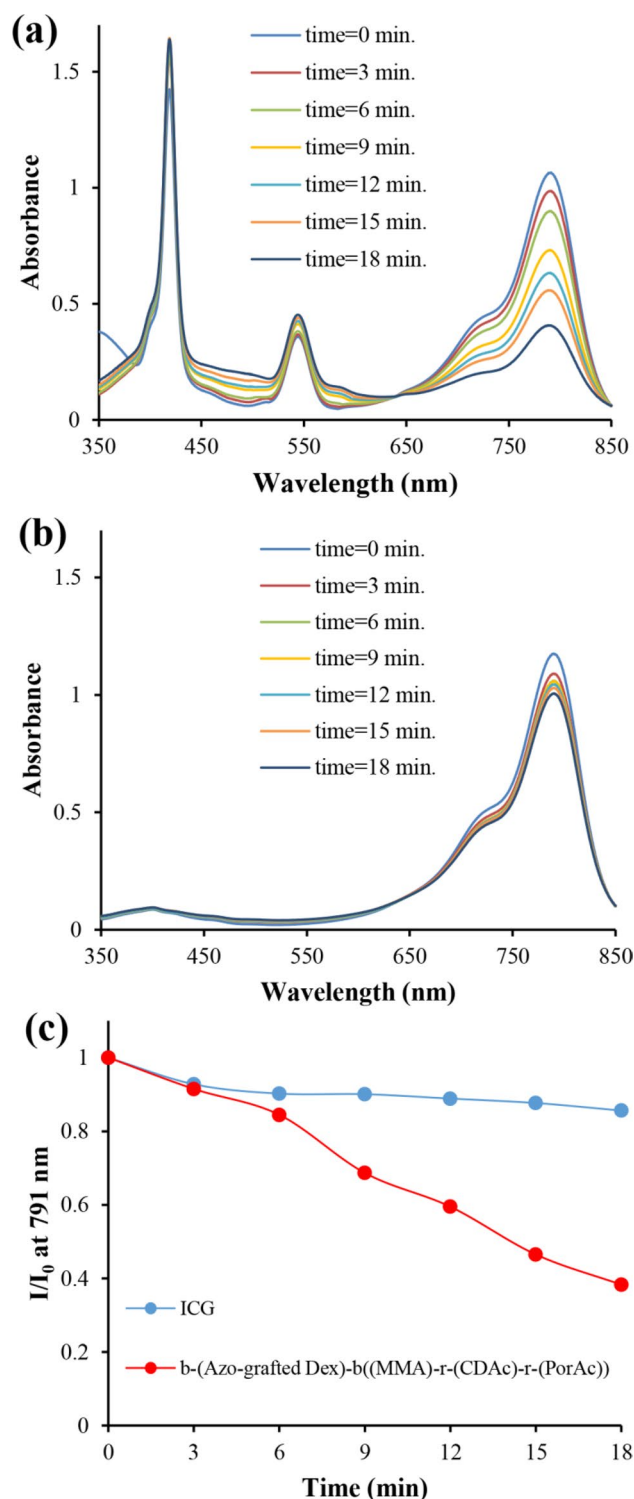 (a)
1.5
1
0.5
0
Absorbance
time=0 min.
time=3 min.
time=6 min.
time=9 min.
time=12 min.
time=15 min.
time=18 min.
350 450 550 650 750 850
Wavelength (nm)
(b)
1.5
1
0.5
0
Absorbance
time=0 min.
time=3 min.
time=6 min.
time=9 min.
time=12 min.
time=15 min.
time=18 min.
350 450 550 650 750 850
Wavelength (nm)
(c)
1
0.8
0.6
0.4
0.2
0
I/I0 at 791 nm
ICG
b-(Azo-grafted Dex)-b((MMA)-r-(CDAc)-r-(PorAc))
0 3 6 9 12 15 18
Time (min)